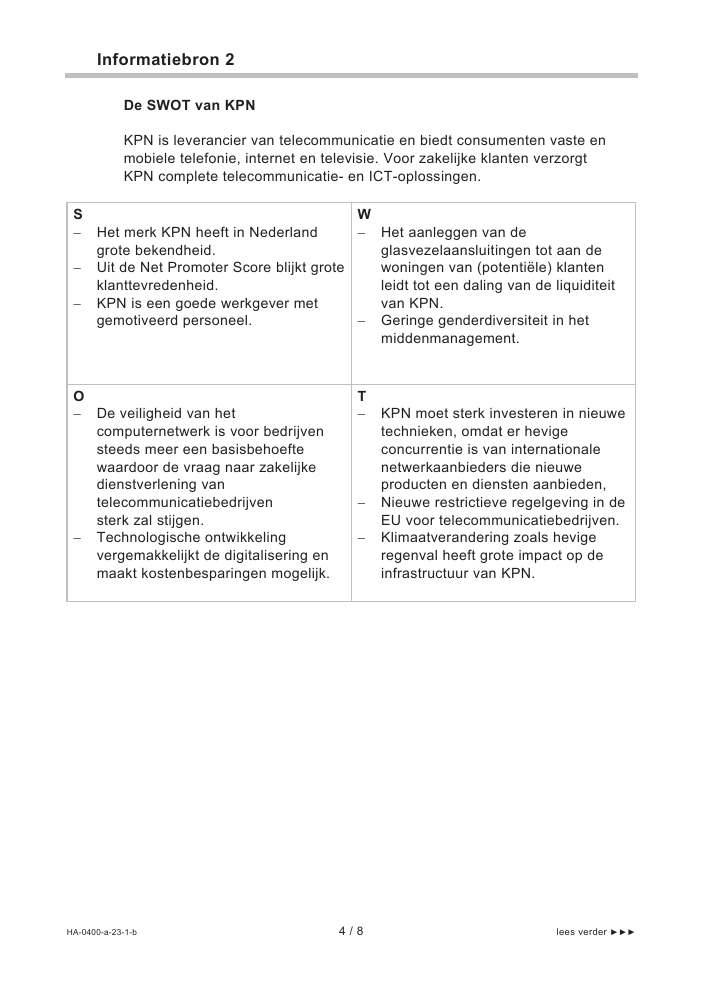 Informatiebron 2
De SWOT van KPN
KPN is leverancier van telecommunicatie en biedt consumenten vaste en
mobiele telefonie, internet en televisie. Voor zakelijke klanten verzorgt
KPN complete telecommunicatie- en ICT-oplossingen.
S
– Het merk KPN heeft in Nederland
grote bekendheid.
– Uit de Net Promoter Score blijkt grote
klanttevredenheid.
– KPN is een goede werkgever met
gemotiveerd personeel.
W
– Het aanleggen van de
glasvezelaansluitingen tot aan de
woningen van (potentiële) klanten
leidt tot een daling van de liquiditeit
van KPN.
– Geringe genderdiversiteit in het
middenmanagement.
O
– De veiligheid van het
computernetwerk is voor bedrijven
steeds meer een basisbehoefte
waardoor de vraag naar zakelijke
dienstverlening van
telecommunicatiebedrijven
sterk zal stijgen.
– Technologische ontwikkeling
vergemakkelijkt de digitalisering en
maakt kostenbesparingen mogelijk.
T
– KPN moet sterk investeren in nieuwe
technieken, omdat er hevige
concurrentie is van internationale
netwerkaanbieders die nieuwe
producten en diensten aanbieden,
– Nieuwe restrictieve regelgeving in de
EU voor telecommunicatiebedrijven.
– Klimaatverandering zoals hevige
regenval heeft grote impact op de
infrastructuur van KPN.
HA-0400-a-23-1-b
4 / 8
lees verder ►►►